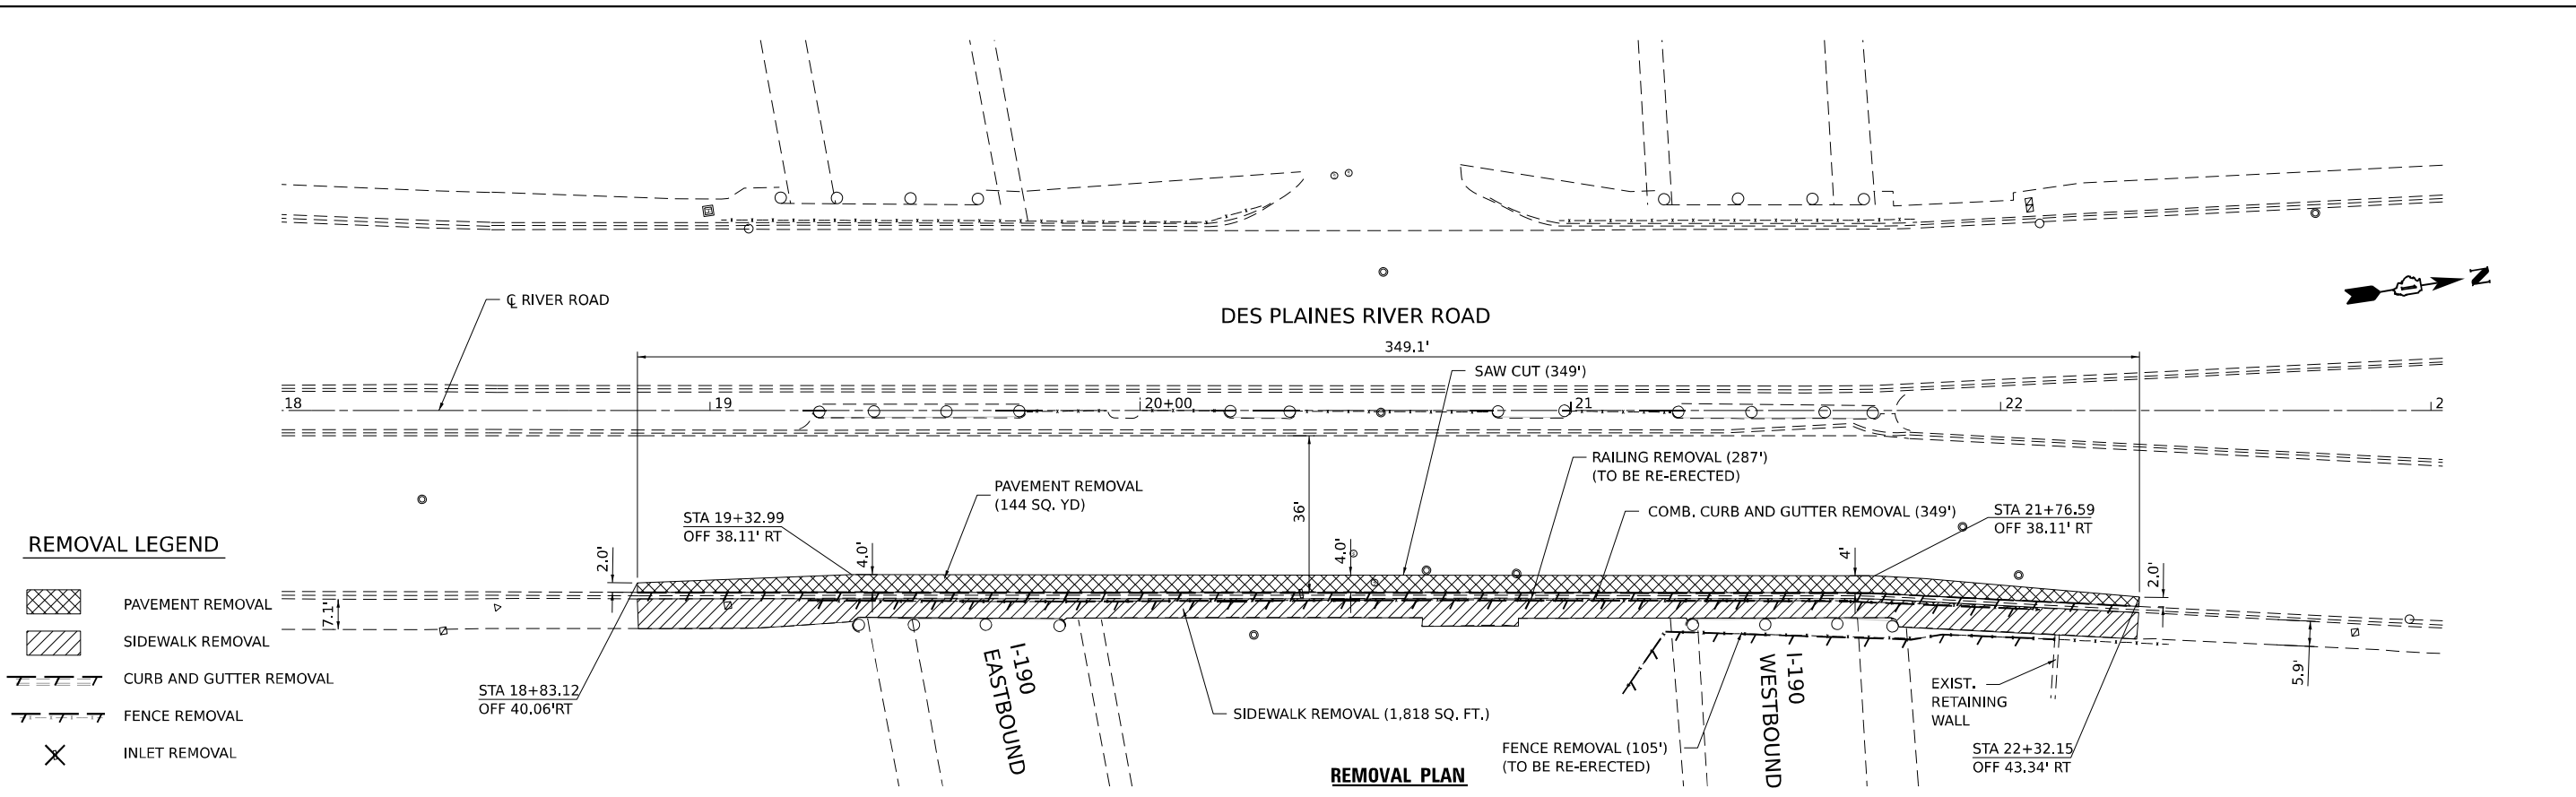 ℄ RIVER ROAD
DES PLAINES RIVER ROAD
N
349.1'
SAW CUT (349')
18
19
20+00
21
22
2
RAILING REMOVAL (287')
(TO BE RE-ERECTED)
PAVEMENT REMOVAL
(144 SQ. YD)
36'
COMB. CURB AND GUTTER REMOVAL (349')
STA 19+32.99
OFF 38.11' RT
STA 21+76.59
OFF 38.11' RT
2.0'
4.0'
4.0'
4'
2.0'
7.1'
5.9'
REMOVAL LEGEND
PAVEMENT REMOVAL
SIDEWALK REMOVAL
CURB AND GUTTER REMOVAL
FENCE REMOVAL
INLET REMOVAL
STA 18+83.12
OFF 40.06'RT
I-190
EASTBOUND
SIDEWALK REMOVAL (1,818 SQ. FT.)
I-190
WESTBOUND
EXIST.
RETAINING
WALL
FENCE REMOVAL (105')
(TO BE RE-ERECTED)
STA 22+32.15
OFF 43.34' RT
REMOVAL PLAN